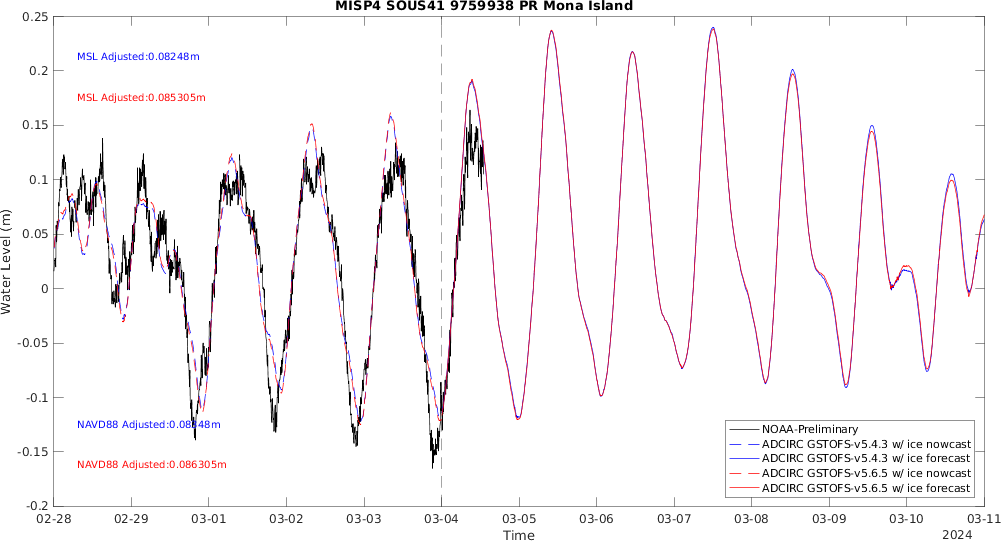 MISP4 SOUS41 9759938 PR Mona Island
0.25
0.2
0.15
0.1
0.05
0
-0.05
-0.1
-0.15
-0.2
Water Level (m)
MSL Adjusted:0.08248m
MSL Adjusted:0.085305m
NAVD88 Adjusted:0.08348m
NAVD88 Adjusted:0.086305m
NOAA-Preliminary
ADCIRC GSTOFS-v5.4.3 w/ ice nowcast
ADCIRC GSTOFS-v5.4.3 w/ ice forecast
ADCIRC GSTOFS-v5.6.5 w/ ice nowcast
ADCIRC GSTOFS-v5.6.5 w/ ice forecast
02-28 02-29 03-01 03-02 03-03 03-04 03-05 03-06 03-07 03-08 03-09 03-10 03-11
Time
2024